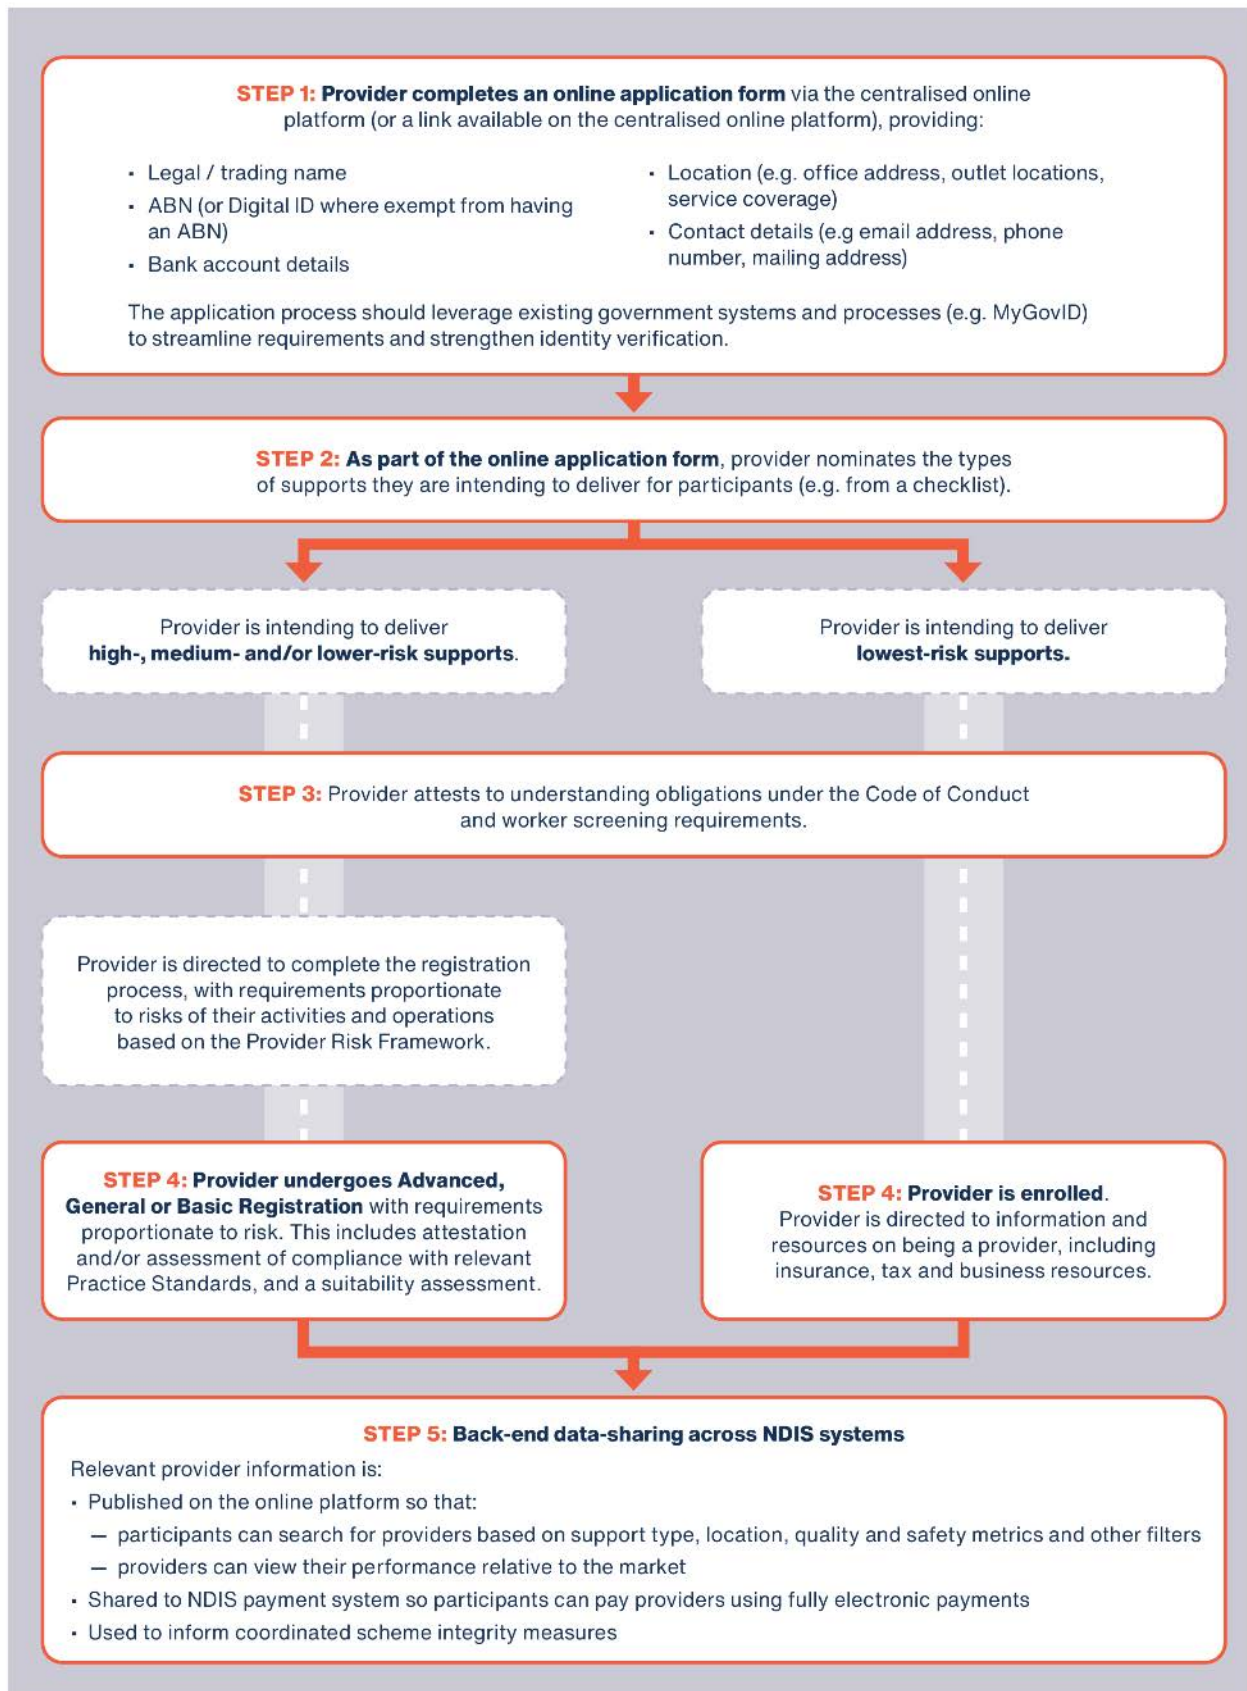 STEP 1: Provider completes an online application form via the centralised online
platform (or a link available on the centralised online platform), providing:
• Legal / trading name
• ABN (or Digital ID where exempt from having
an ABN)
• Bank account details
• Location (e.g. office address, outlet locations,
service coverage)
• Contact details (e.g email address, phone
number, mailing address)
The application process should leverage existing government systems and processes (e.g. MyGovID)
to streamline requirements and strengthen identity verification.
STEP 2: As part of the online application form, provider nominates the types
of supports they are intending to deliver for participants (e.g. from a checklist).
Provider is intending to deliver
high-, medium- and/or lower-risk supports.
Provider is intending to deliver
lowest-risk supports.
STEP 3: Provider attests to understanding obligations under the Code of Conduct
and worker screening requirements.
Provider is directed to complete the registration
process, with requirements proportionate
to risks of their activities and operations
based on the Provider Risk Framework.
STEP 4: Provider undergoes Advanced,
General or Basic Registration with requirements
proportionate to risk. This includes attestation
and/or assessment of compliance with relevant
Practice Standards, and a suitability assessment.
STEP 4: Provider is enrolled.
Provider is directed to information and
resources on being a provider, including
insurance, tax and business resources.
STEP 5: Back-end data-sharing across NDIS systems
Relevant provider information is:
• Published on the online platform so that:
— participants can search for providers based on support type, location, quality and safety metrics and other filters
— providers can view their performance relative to the market
• Shared to NDIS payment system so participants can pay providers using fully electronic payments
• Used to inform coordinated scheme integrity measures